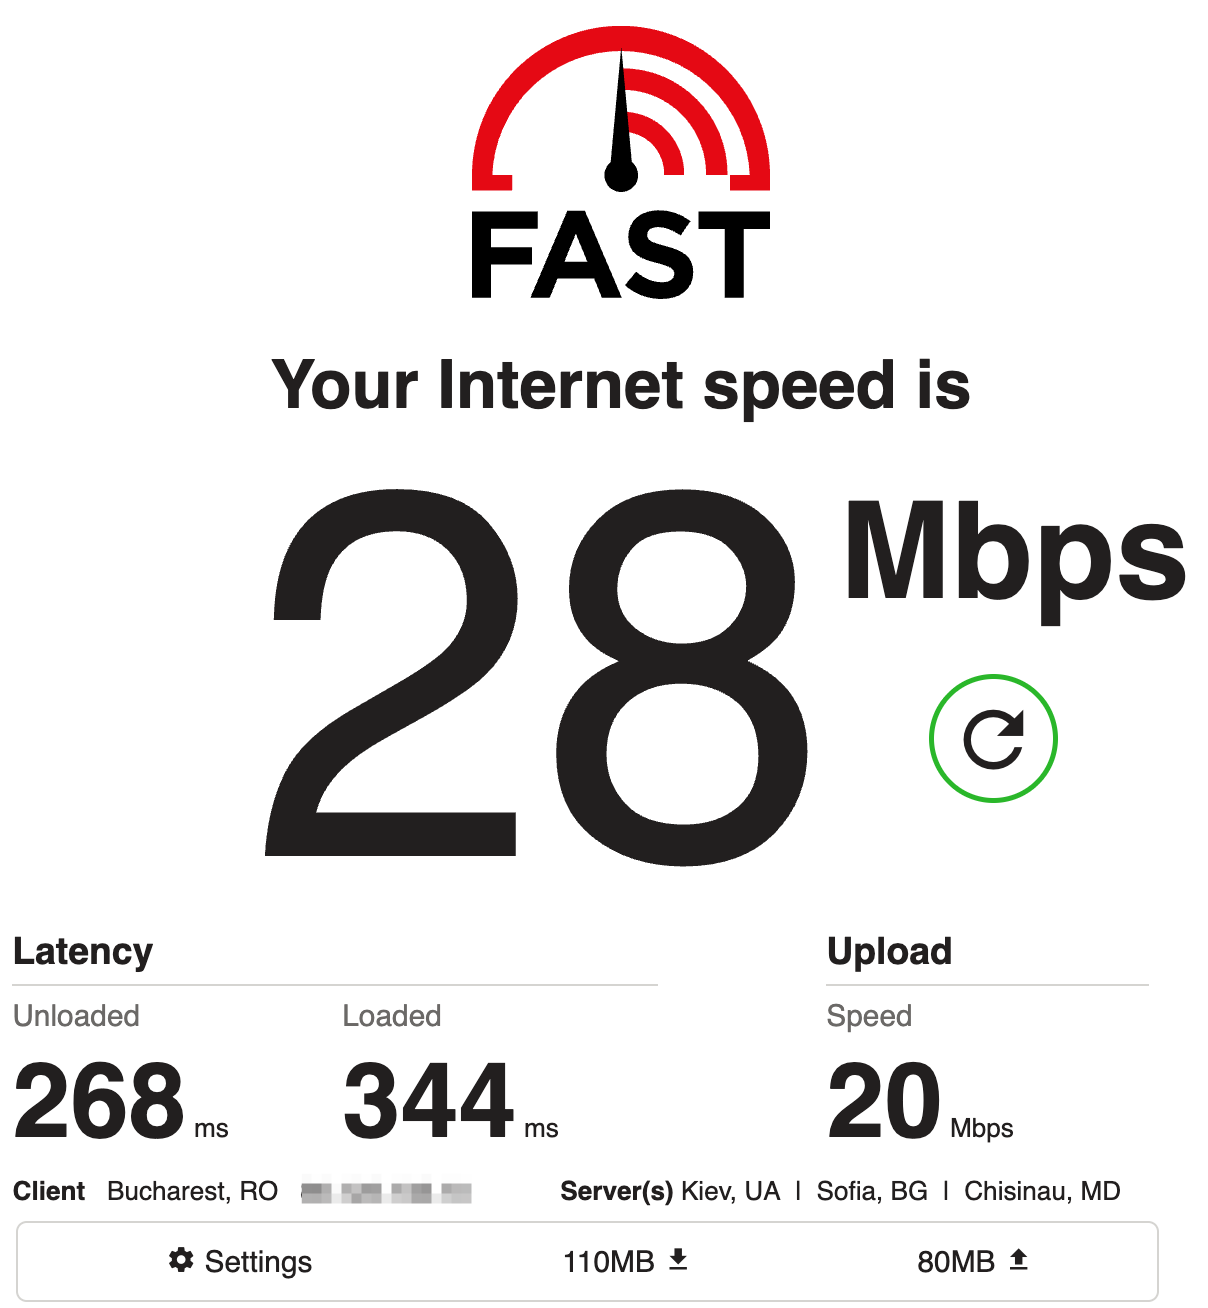 FAST
Your Internet speed is
28 Mbps
Latency
Upload
Unloaded Loaded Speed
268 ms 344 ms 20 Mbps
Client Bucharest, RO Server(s) Kiev, UA | Sofia, BG | Chisinau, MD
Settings 110MB 80MB